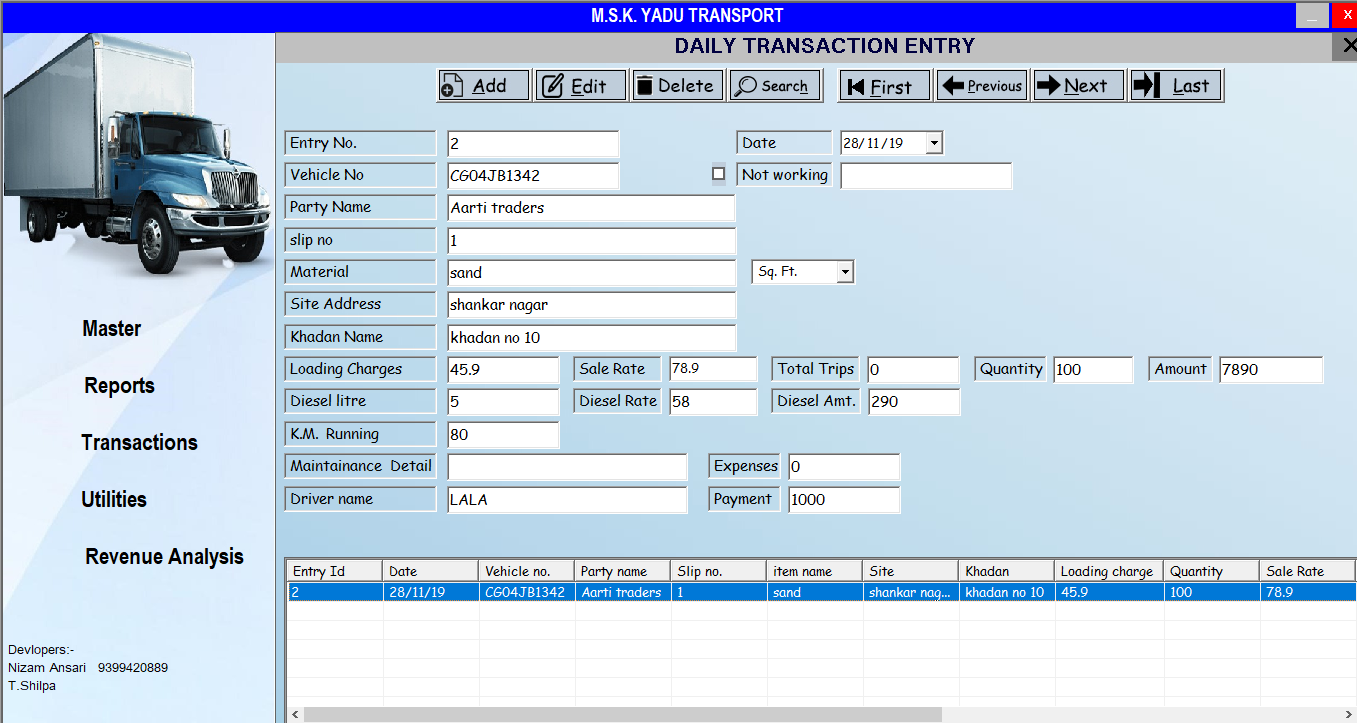 M.S.K. YADU TRANSPORT
_ X
DAILY TRANSACTION ENTRY
X
Add Edit Delete Search First Previous Next Last
Entry No. 2 Date 28/11/19
Vehicle No CG04JB1342 Not working
Party Name Aarti traders
slip no 1
Material sand Sq. Ft.
Site Address shankar nagar
Khadan Name khadan no 10
Loading Charges 45.9 Sale Rate 78.9 Total Trips 0 Quantity 100 Amount 7890
Diesel litre 5 Diesel Rate 58 Diesel Amt. 290
K.M. Running 80
Maintainance Detail Expenses 0
Driver name LALA Payment 1000
Entry Id Date Vehicle no. Party name Slip no. item name Site Khadan Loading charge Quantity Sale Rate
2 28/11/19 CG04JB1342 Aarti traders 1 sand shankar nag... khadan no 10 45.9 100 78.9
Master
Reports
Transactions
Utilities
Revenue Analysis
Devlopers:-
Nizam Ansari 9399420889
T.Shilpa